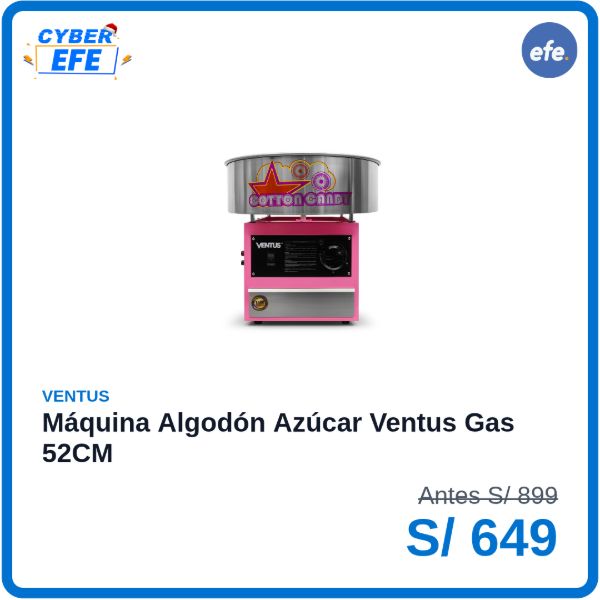 CYBER
EFE
efe.
COTTON CANDY
VENTUS
VENTUS
Máquina Algodón Azúcar Ventus Gas
52CM
Antes S/ 899
S/ 649